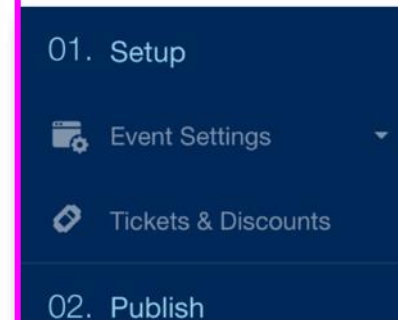 01. Setup
Event Settings
Tickets & Discounts
02. Publish